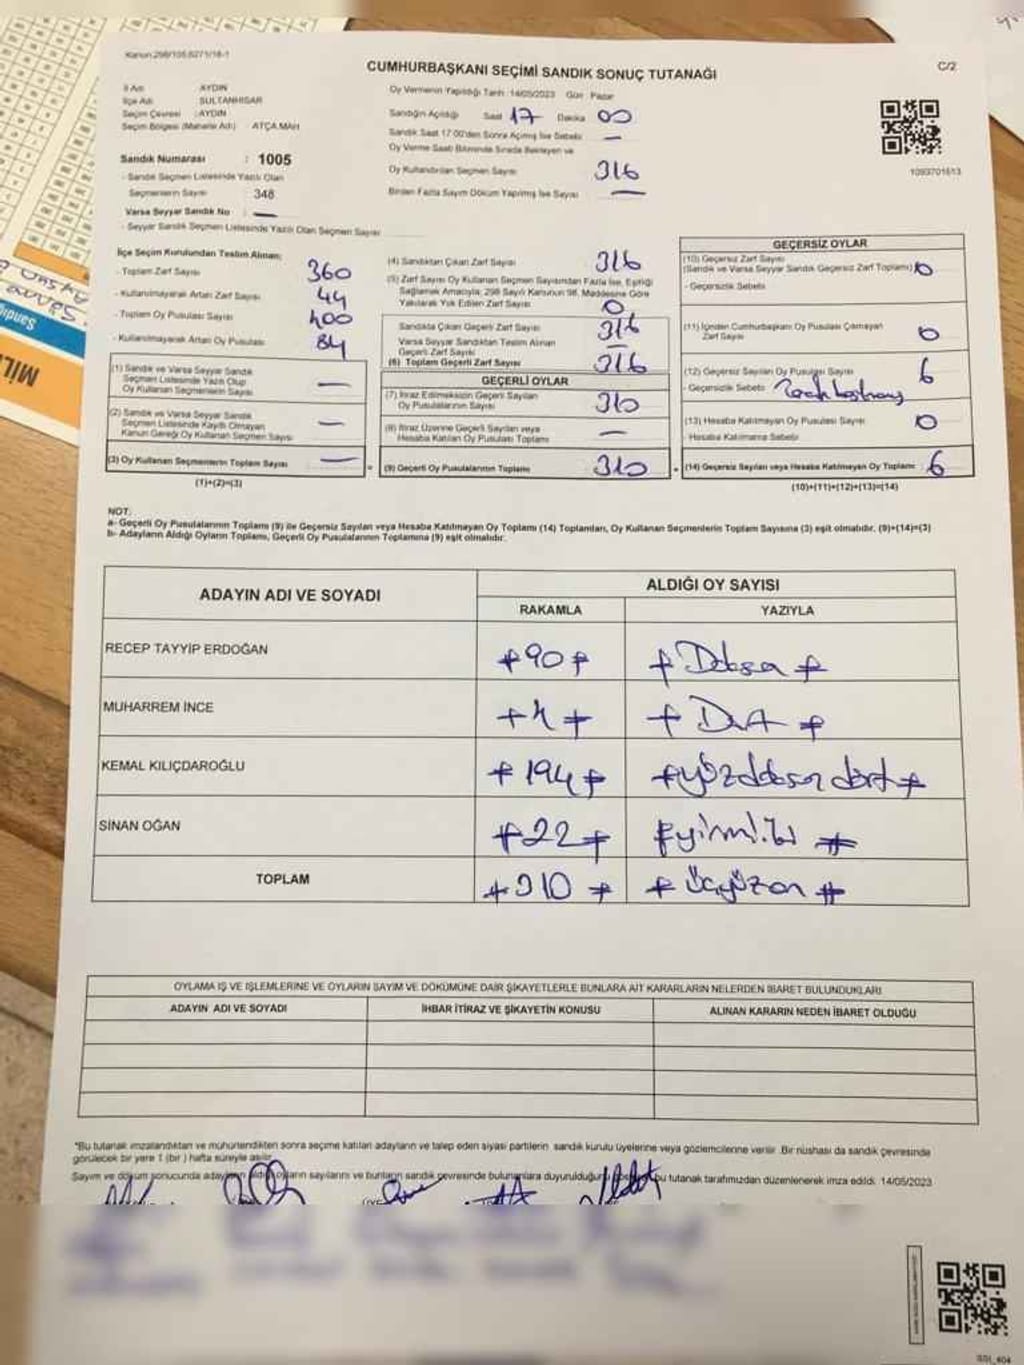 Kanun:298/105,6271/16-1
CUMHURBAŞKANI SEÇİMİ SANDIK SONUÇ TUTANAĞI
C/2
İl Adı : AYDIN
İlçe Adı : SULTANHİSAR
Seçim Çevresi : AYDIN
Seçim Bölgesi (Mahalle Adı) : ATÇA MAH
Sandık Numarası : 1005
- Sandık Seçmen Listesinde Yazılı Olan
Seçmenlerin Sayısı : 348
Varsa Seyyar Sandık No : —
- Seyyar Sandık Seçmen Listesinde Yazılı Olan Seçmen Sayısı
Oy Vermenin Yapıldığı Tarih :14/05/2023 Gün : Pazar
Sandığın Açıldığı Saat 17 Dakika 00
Sandık Saat 17:00'den Sonra Açılmış İse Sebebi —
Oy Verme Saati Bitiminde Sırada Bekleyen ve
Oy Kullandırılan Seçmen Sayısı 316
Birden Fazla Sayım Döküm Yapılmış İse Sayısı —
1093701613
İlçe Seçim Kurulundan Teslim Alınan;
- Toplam Zarf Sayısı 360
- Kullanılmayarak Artan Zarf Sayısı 44
- Toplam Oy Pusulası Sayısı 400
- Kullanılmayarak Artan Oy Pusulası 84
(1) Sandık ve Varsa Seyyar Sandık
Seçmen Listesinde Yazılı Olup
Oy Kullanan Seçmenlerin Sayısı —
(2) Sandık ve Varsa Seyyar Sandık
Seçmen Listesinde Kayıtlı Olmayan
Kanun Gereği Oy Kullanan Seçmen Sayısı —
(3) Oy Kullanan Seçmenlerin Toplam Sayısı —
(1)+(2)=(3)
(4) Sandıktan Çıkan Zarf Sayısı 316
(5) Zarf Sayısı Oy Kullanan Seçmen Sayısından Fazla İse, Eşitliği
Sağlamak Amacıyla; 298 Sayılı Kanunun 98. Maddesine Göre
Yakılarak Yok Edilen Zarf Sayısı 0
Sandıkta Çıkan Geçerli Zarf Sayısı 316
Varsa Seyyar Sandıktan Teslim Alınan
Geçerli Zarf Sayısı —
(6) Toplam Geçerli Zarf Sayısı 316
GEÇERLİ OYLAR
(7) İtiraz Edilmeksizin Geçerli Sayılan
Oy Pusulalarının Sayısı 310
(8) İtiraz Üzerine Geçerli Sayılan veya
Hesaba Katılan Oy Pusulası Toplamı —
(9) Geçerli Oy Pusulalarının Toplamı 310
GEÇERSİZ OYLAR
(10) Geçersiz Zarf Sayısı
(Sandık ve Varsa Seyyar Sandık Geçersiz Zarf Toplamı) 0
- Geçersizlik Sebebi
(11) İçinden Cumhurbaşkanı Oy Pusulası Çıkmayan
Zarf Sayısı 0
(12) Geçersiz Sayılan Oy Pusulası Sayısı 6
- Geçersizlik Sebebi
(13) Hesaba Katılmayan Oy Pusulası Sayısı 0
- Hesaba Katılmama Sebebi
(14) Geçersiz Sayılan veya Hesaba Katılmayan Oy Toplamı : 6
(10)+(11)+(12)+(13)=(14)
NOT:
a- Geçerli Oy Pusulalarının Toplamı (9) ile Geçersiz Sayılan veya Hesaba Katılmayan Oy Toplamı (14) Toplamları, Oy Kullanan Seçmenlerin Toplam Sayısına (3) eşit olmalıdır. (9)+(14)=(3)
b- Adayların Aldığı Oyların Toplamı, Geçerli Oy Pusulalarının Toplamına (9) eşit olmalıdır.
ADAYIN ADI VE SOYADI
ALDIĞI OY SAYISI
RAKAMLA YAZIYLA
RECEP TAYYİP ERDOĞAN 90 Doksan
MUHARREM İNCE 4 Dört
KEMAL KILIÇDAROĞLU 194 yüzdoksan dört
SİNAN OĞAN 22 yirmi iki
TOPLAM 310 üçyüzon
OYLAMA İŞ VE İŞLEMLERİNE VE OYLARIN SAYIM VE DÖKÜMÜNE DAİR ŞİKAYETLERLE BUNLARA AİT KARARLARIN NELERDEN İBARET BULUNDUKLARI
ADAYIN ADI VE SOYADI İHBAR İTİRAZ VE ŞİKAYETİN KONUSU ALINAN KARARIN NEDEN İBARET OLDUĞU
"Bu tutanak imzalandıktan ve mühürlendikten sonra seçime katılan adayların ve talep eden siyasi partilerin sandık kurulu üyelerine veya gözlemcilerine verilir. Bir nüshası da sandık çevresinde
görülecek bir yere 1 (bir) hafta süreyle asılır.
Sayım ve döküm sonucunda adayların aldığı oyların sayılarını ve bunların sandık çevresinde bulunanlara duyurulduğunu bu tutanak tarafımızdan düzenlenerek imza edildi. 14/05/2023